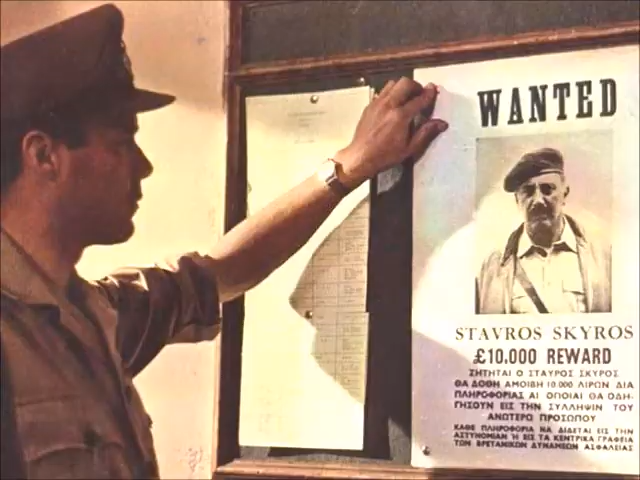 WANTED
STAVROS SKYROS
£10,000 REWARD
ΖΗΤΗΤΑΙ Ο ΣΤΑΥΡΟΣ ΣΚΥΡΟΣ
ΘΑ ΔΟΘΗ ΑΜΟΙΒΗ 10.000 ΛΙΡΩΝ ΔΙΑ
ΠΛΗΡΟΦΟΡΙΑΣ ΑΙ ΟΠΟΙΑΙ ΘΑ ΟΔΗ-
ΓΗΣΟΥΝ ΕΙΣ ΤΗΝ ΣΥΛΛΗΨΙΝ ΤΟΥ
ΑΝΩΤΕΡΩ ΠΡΟΣΩΠΟΥ
ΚΑΘΕ ΠΛΗΡΟΦΟΡΙΑ ΝΑ ΔΙΔΕΤΑΙ ΕΙΣ ΤΗΝ
ΑΣΤΥΝΟΜΙΑΝ Ή ΕΙΣ ΤΑ ΚΕΝΤΡΙΚΑ ΓΡΑΦΕΙΑ
ΤΩΝ ΒΡΕΤΑΝΙΚΩΝ ΔΥΝΑΜΕΩΝ ΑΣΦΑΛΕΙΑΣ